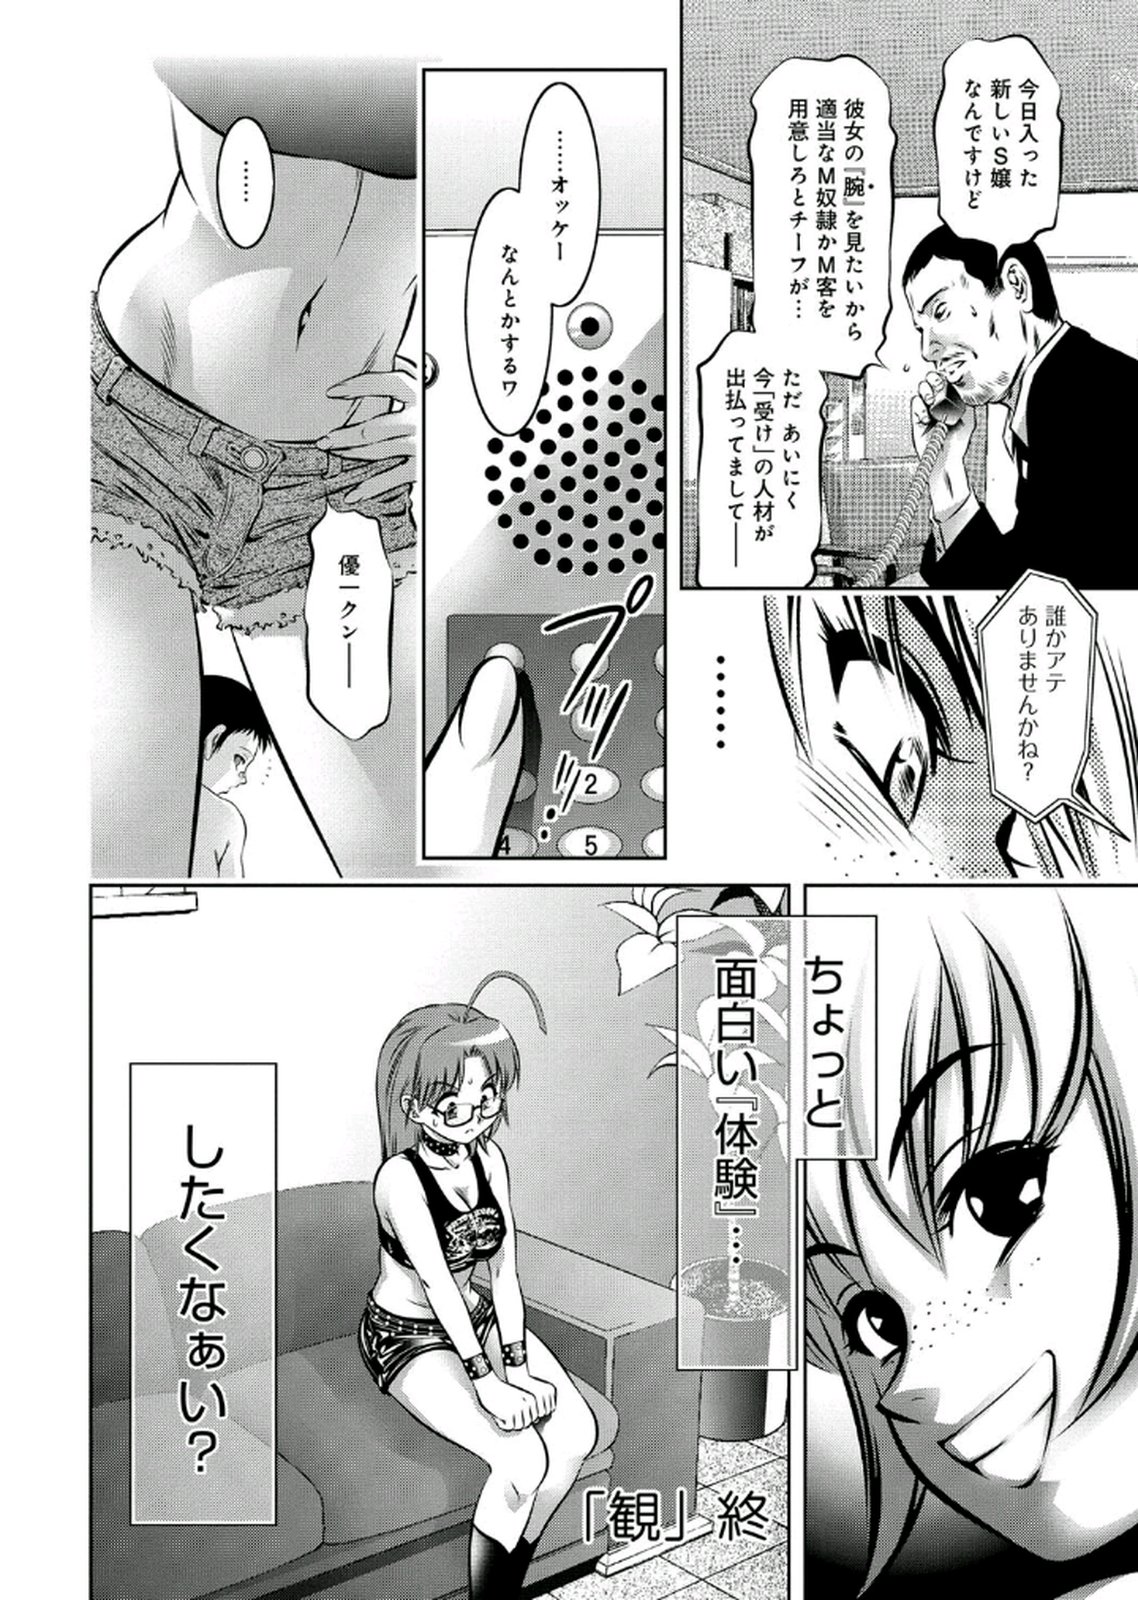 今日入った
新しいS嬢
なんですけど
彼女の『腕』を見たいから
適当なM奴隷かM客を
用意しろとチーフが…
ただ あいにく
今「受け」の人材が
出払ってまして──
誰かアテ
ありませんかね?
……
……オッケー
なんとかするワ
プツッ…
2
4
5
……
優一クン──
ちょっと
面白い『体験』…
したくなぁい?
「観」終